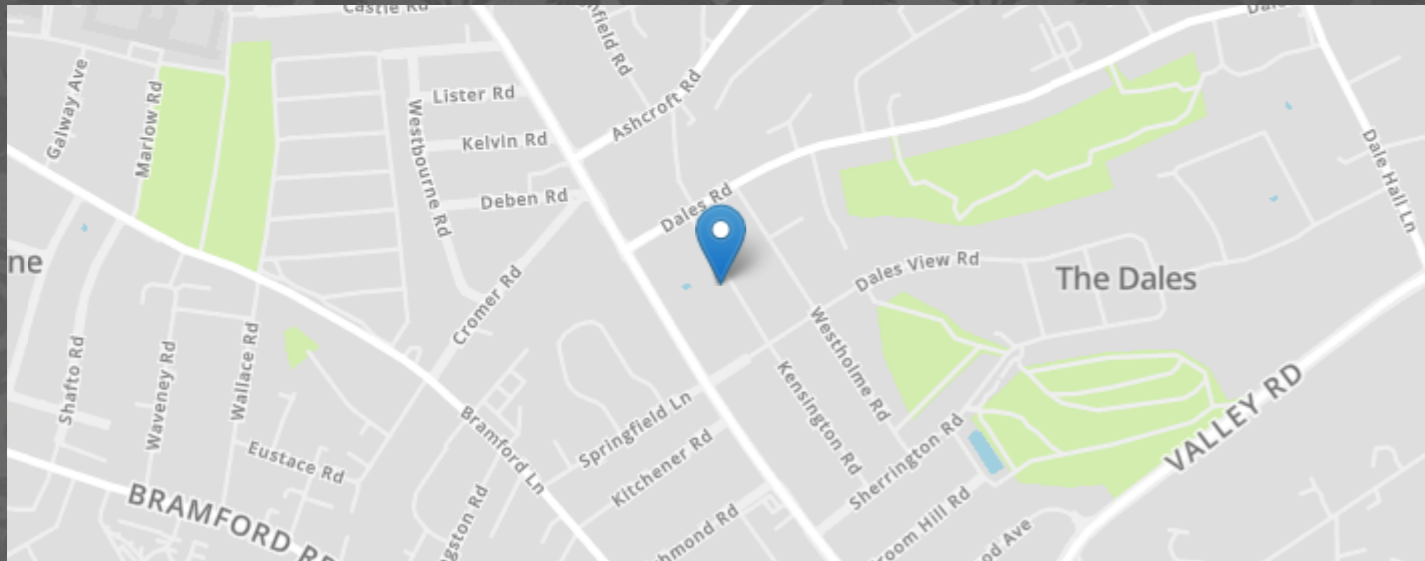 Castle Rd
Galway Ave
Marlow Rd
Lister Rd
Kelvin Rd
Westbourne Rd
Deben Rd
Ashcroft Rd
Dales Rd
Dale Hall Ln
Dales View Rd
The Dales
Cromer Rd
Westholme Rd
Kensington Rd
Shafto Rd
Waveney Rd
Wallace Rd
Eustace Rd
Bramford Ln
Springfield Ln
Kitchener Rd
Sherrington Rd
VALLEY RD
BRAMFORD R
room Hill Rd
hmond Rd
gston Rd
od Ave
nfield Rd
ne